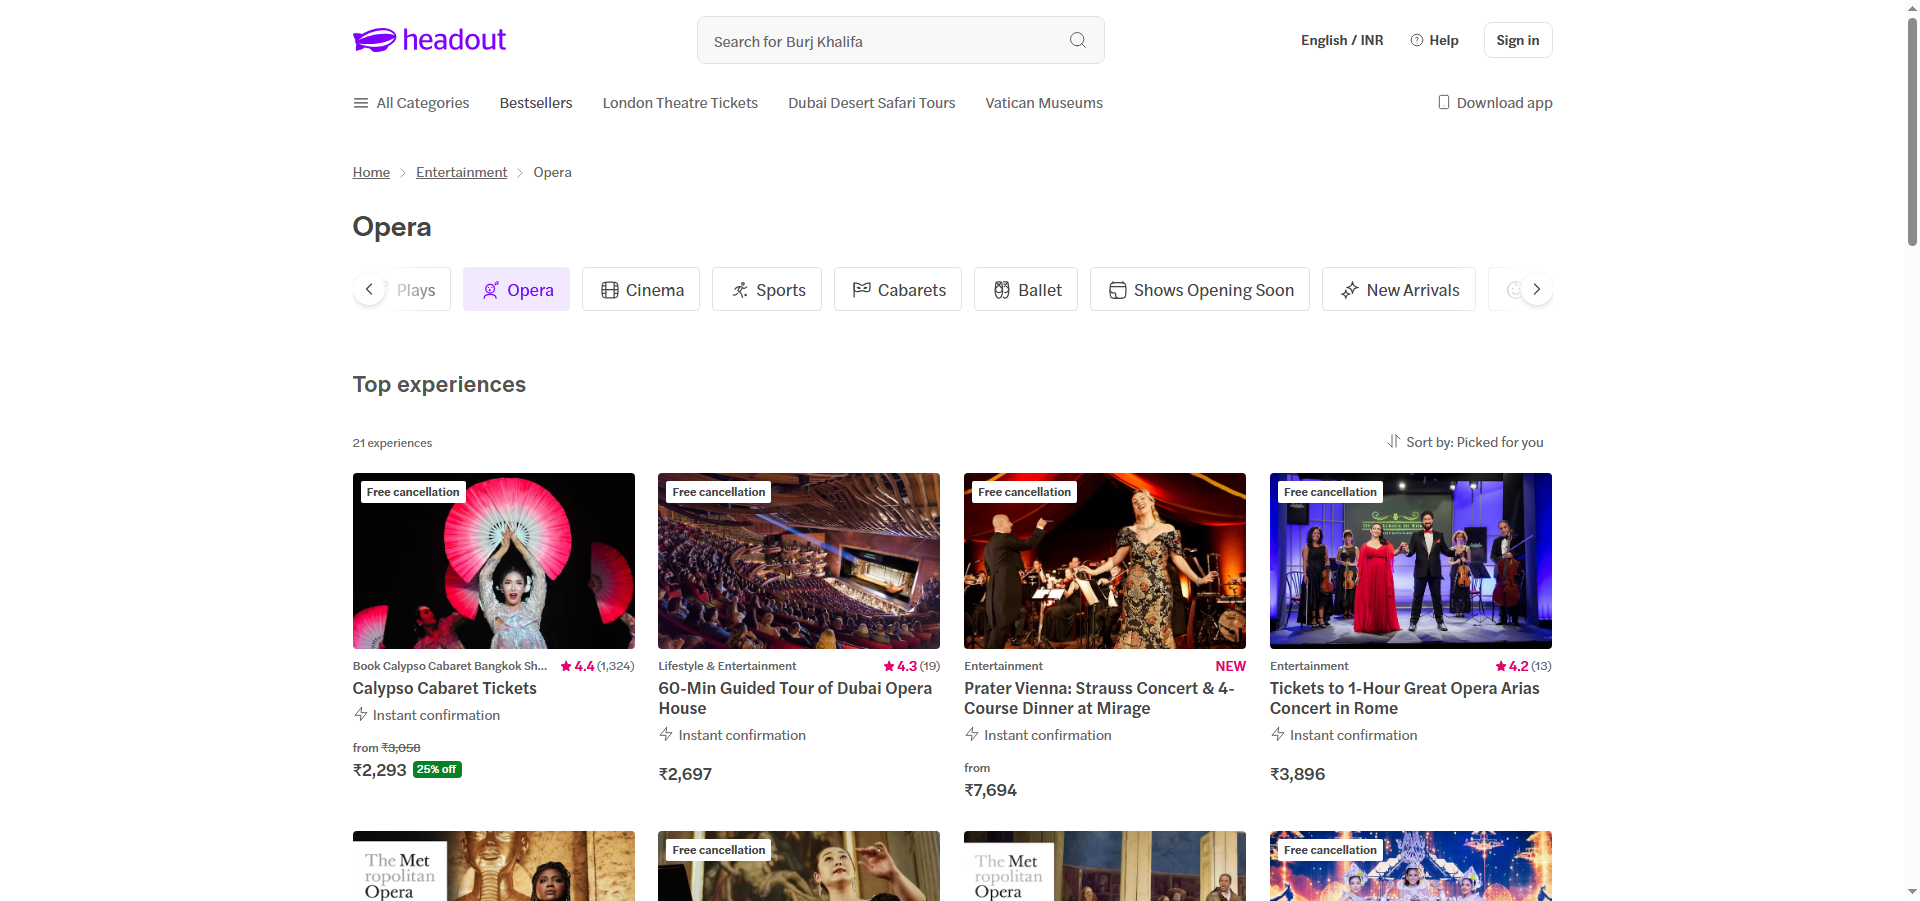 headout
Search for Burj Khalifa
English / INR
Help
Sign in
All Categories
Bestsellers
London Theatre Tickets
Dubai Desert Safari Tours
Vatican Museums
Download app
Home > Entertainment > Opera
Opera
Plays
Opera
Cinema
Sports
Cabarets
Ballet
Shows Opening Soon
New Arrivals
Top experiences
21 experiences
Sort by: Picked for you
Free cancellation
Book Calypso Cabaret Bangkok Sh... 4.4 (1,324)
Calypso Cabaret Tickets
Instant confirmation
from ₹3,058
₹2,293 25% off
Free cancellation
Lifestyle & Entertainment 4.3 (19)
60-Min Guided Tour of Dubai Opera
House
Instant confirmation
₹2,697
Free cancellation
Entertainment NEW
Prater Vienna: Strauss Concert & 4-
Course Dinner at Mirage
Instant confirmation
from
₹7,694
Free cancellation
Entertainment 4.2 (13)
Tickets to 1-Hour Great Opera Arias
Concert in Rome
Instant confirmation
₹3,896
The Met
ropolitan
Opera
Free cancellation
The Met
ropolitan
Opera
Free cancellation